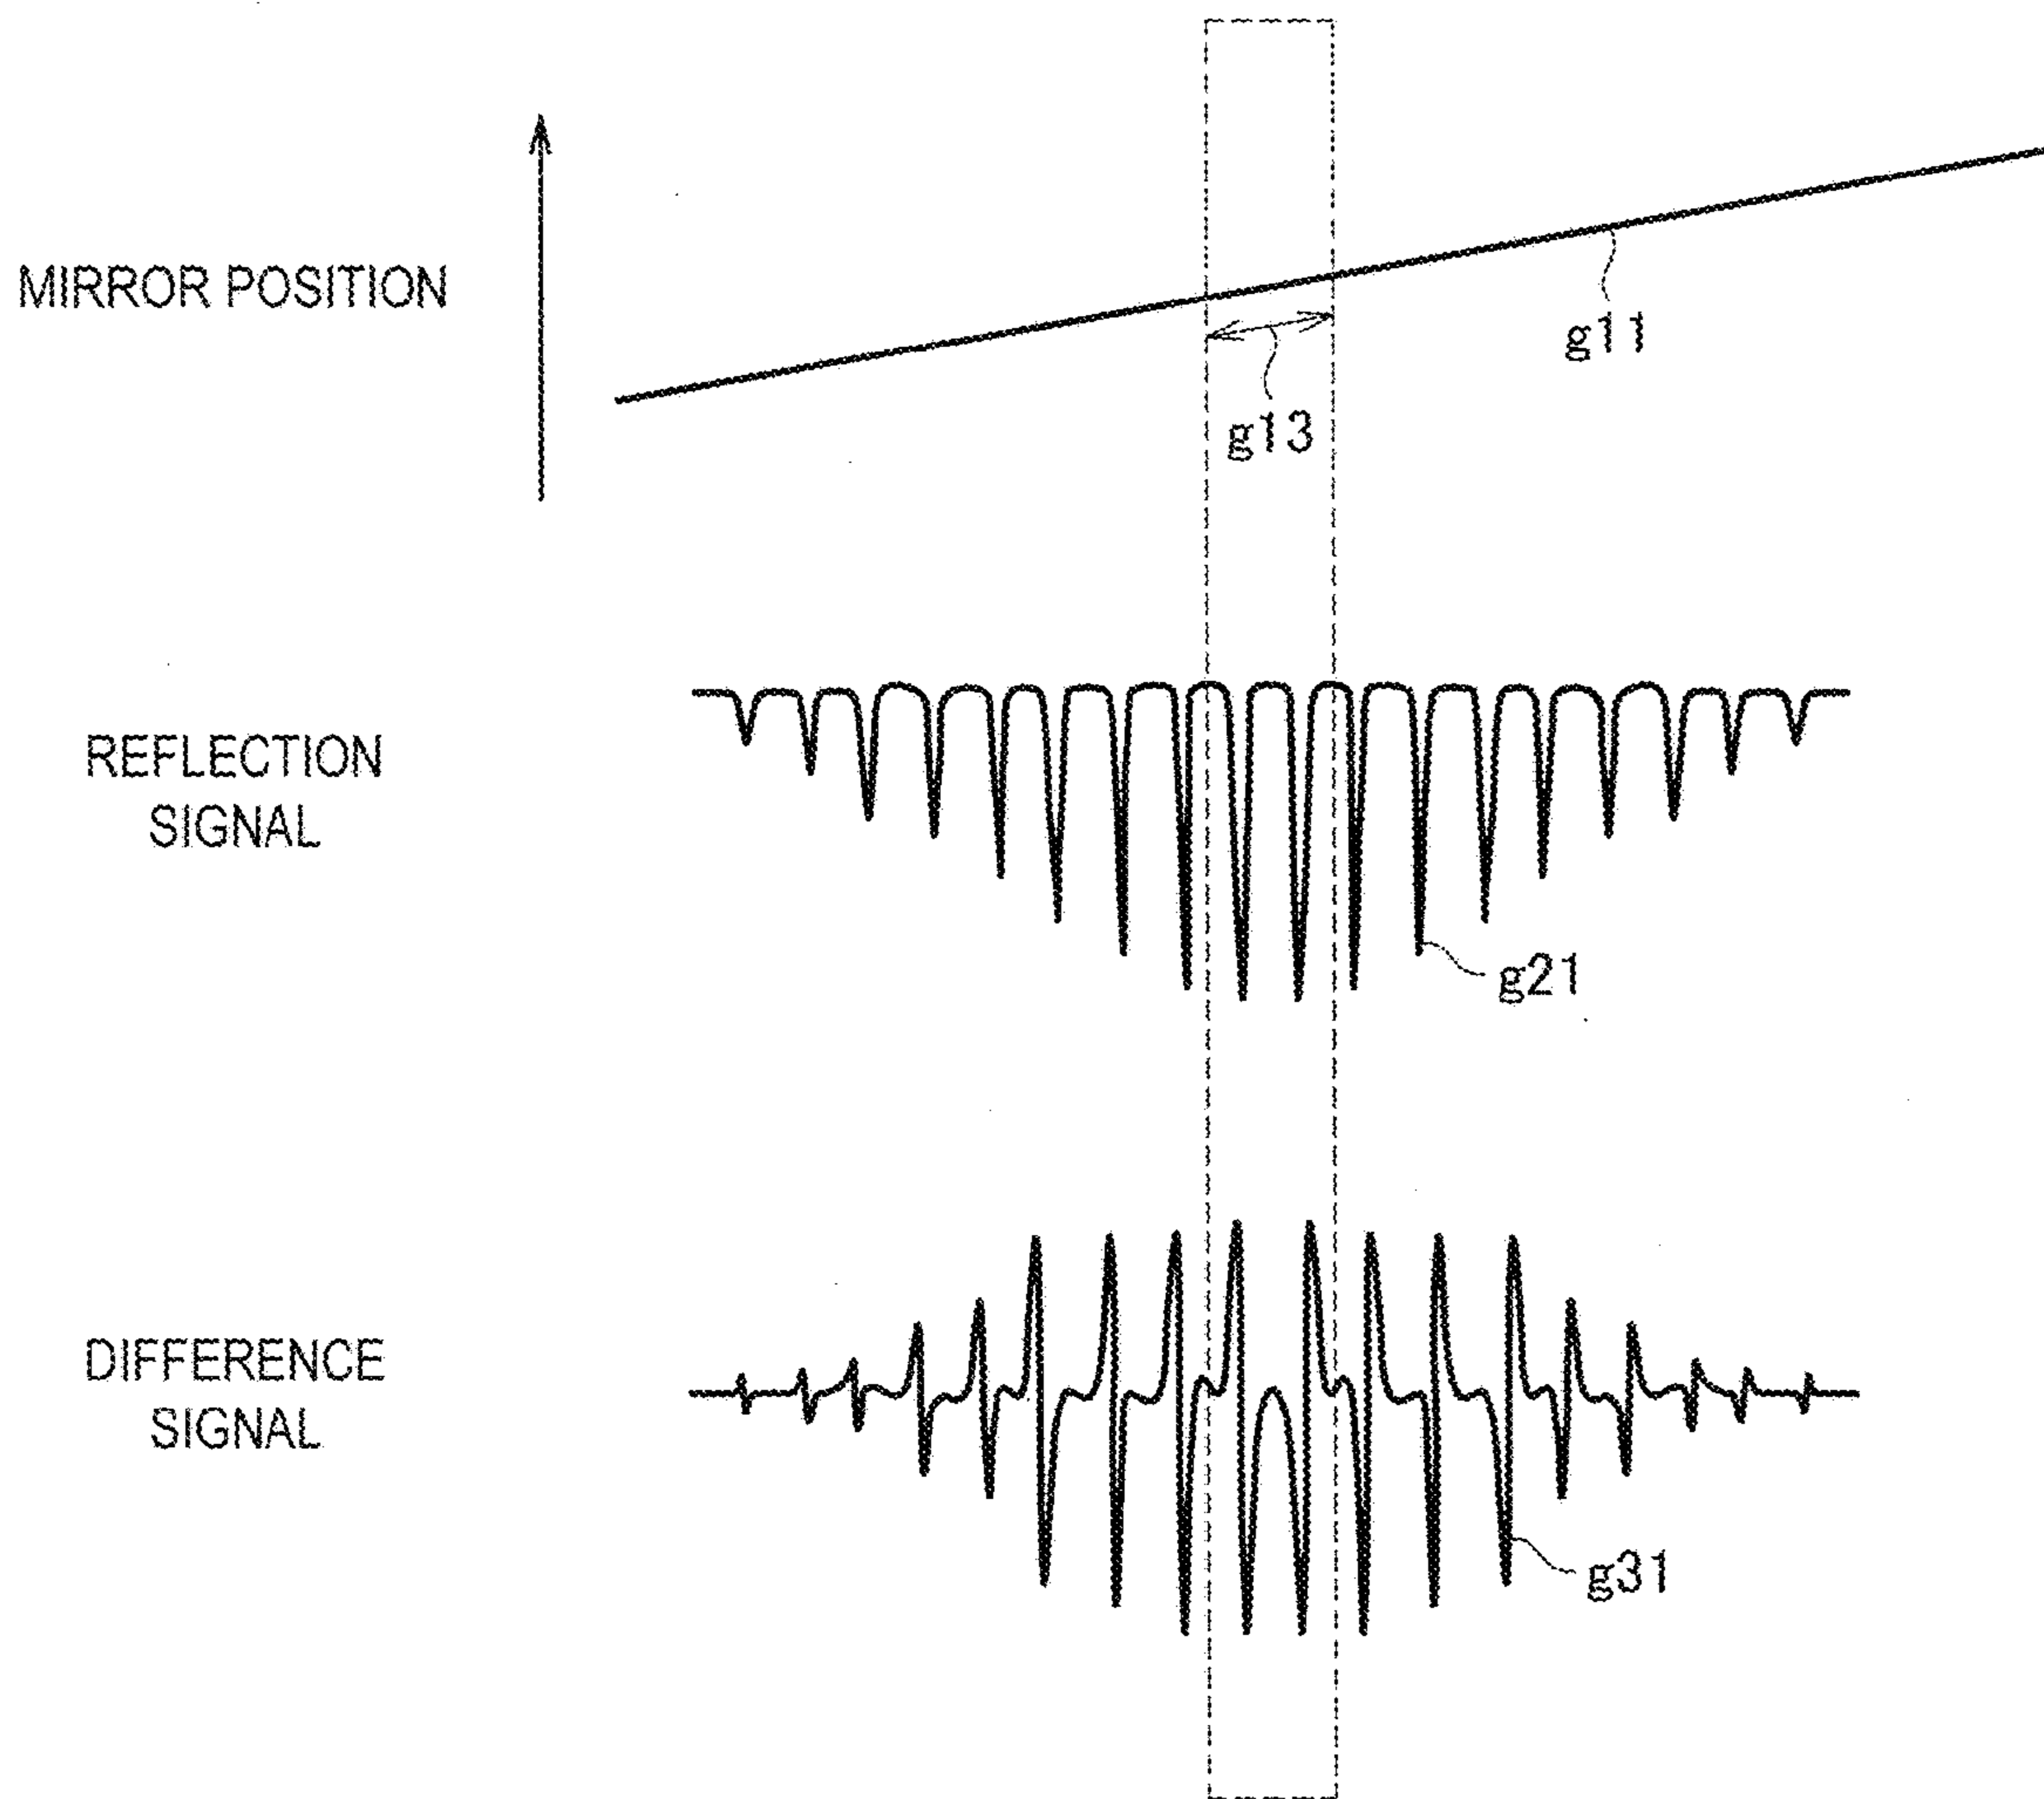 MIRROR POSITION
g11
g13
REFLECTION
SIGNAL
g21
DIFFERENCE
SIGNAL
g31